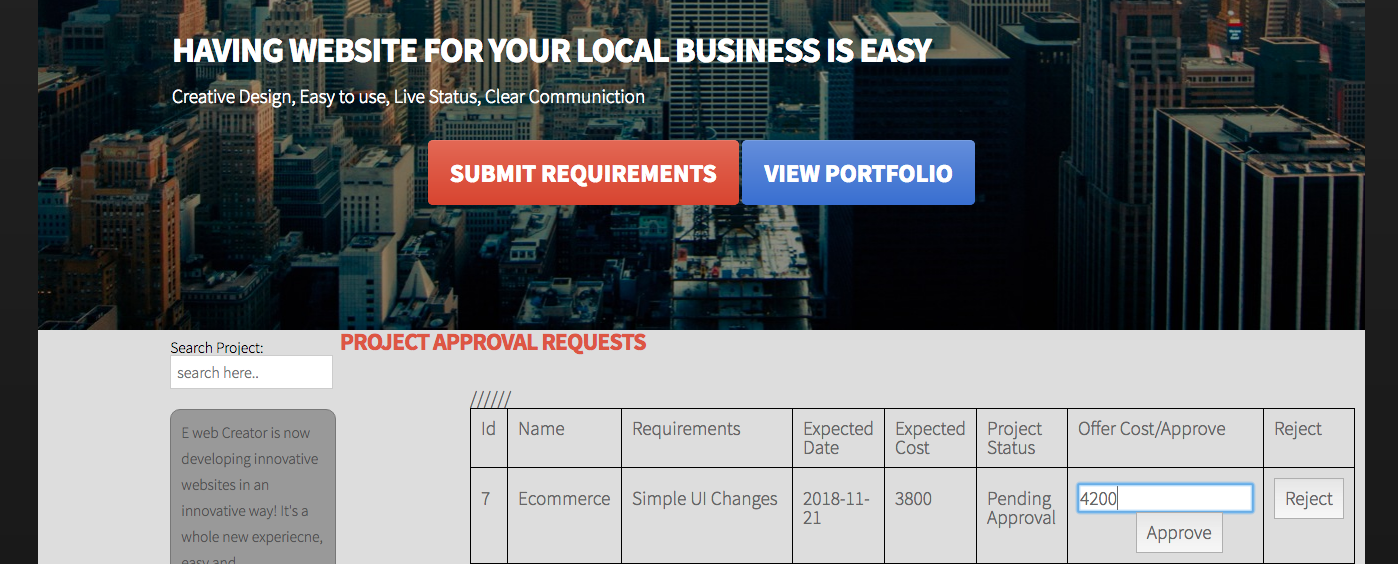 HAVING WEBSITE FOR YOUR LOCAL BUSINESS IS EASY
Creative Design, Easy to use, Live Status, Clear Communiction
SUBMIT REQUIREMENTS
VIEW PORTFOLIO
Search Project:
search here..
E web Creator is now
developing innovative
websites in an
innovative way! It's a
whole new experiecne,
easy and
PROJECT APPROVAL REQUESTS
//////
Id Name Requirements Expected Date Expected Cost Project Status Offer Cost/Approve Reject
7 Ecommerce Simple UI Changes 2018-11-21 3800 Pending Approval 4200 Approve Reject